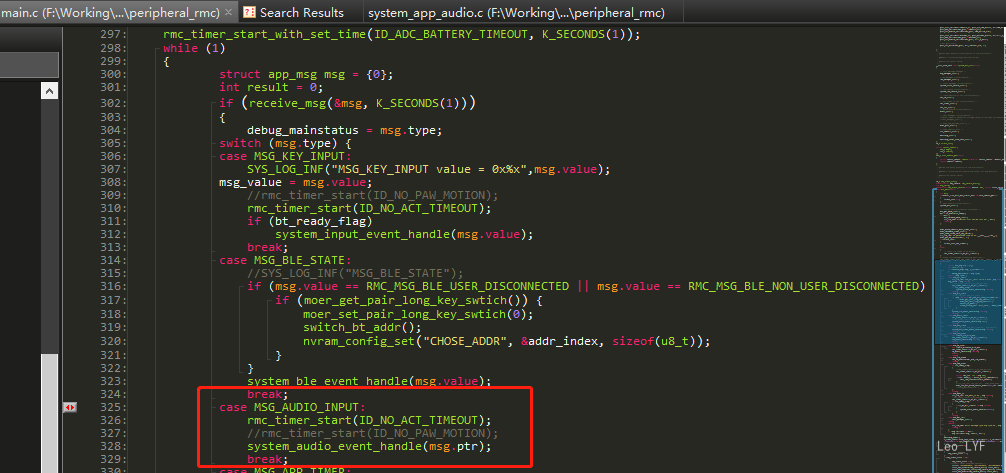 main.c (F:\Working\...\peripheral_rmc) × Search Results system_app_audio.c (F:\Working\...\peripheral_rmc)
297: rmc_timer_start_with_set_time(ID_ADC_BATTERY_TIMEOUT, K_SECONDS(1));
298: while (1)
299: {
300: struct app_msg msg = {0};
301: int result = 0;
302: if (receive_msg(&msg, K_SECONDS(1)))
303: {
304: debug_mainstatus = msg.type;
305: switch (msg.type) {
306: case MSG_KEY_INPUT:
307: SYS_LOG_INF("MSG_KEY_INPUT value = 0x%x",msg.value);
308: msg_value = msg.value;
309: //rmc_timer_start(ID_NO_PAW_MOTION);
310: rmc_timer_start(ID_NO_ACT_TIMEOUT);
311: if (bt_ready_flag)
312: system_input_event_handle(msg.value);
313: break;
314: case MSG_BLE_STATE:
315: //SYS_LOG_INF("MSG_BLE_STATE");
316: if (msg.value == RMC_MSG_BLE_USER_DISCONNECTED || msg.value == RMC_MSG_BLE_NON_USER_DISCONNECTED)
317: if (moer_get_pair_long_key_swtich()) {
318: moer_set_pair_long_key_swtich(0);
319: switch_bt_addr();
320: nvram_config_set("CHOSE_ADDR", &addr_index, sizeof(u8_t));
321: }
322: }
323: system_ble_event_handle(msg.value);
324: break;
325: case MSG_AUDIO_INPUT:
326: rmc_timer_start(ID_NO_ACT_TIMEOUT);
327: //rmc_timer_start(ID_NO_PAW_MOTION);
328: system_audio_event_handle(msg.ptr);
329: break;
330: case MSG_APP_TIMER:
Leo LYF